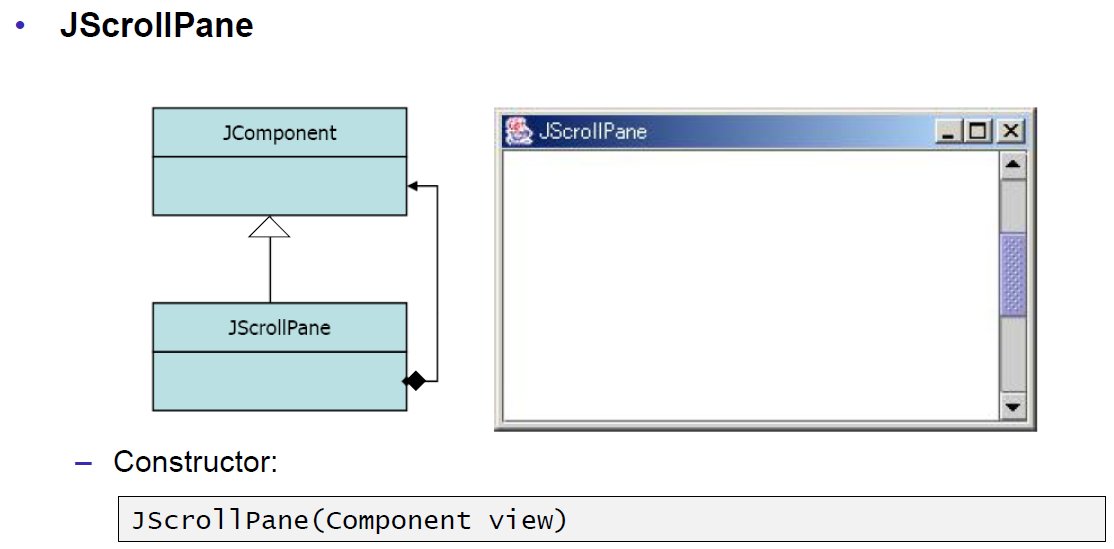 • JScrollPane
JComponent
JScrollPane
JScrollPane
– Constructor:
JScrollPane(Component view)